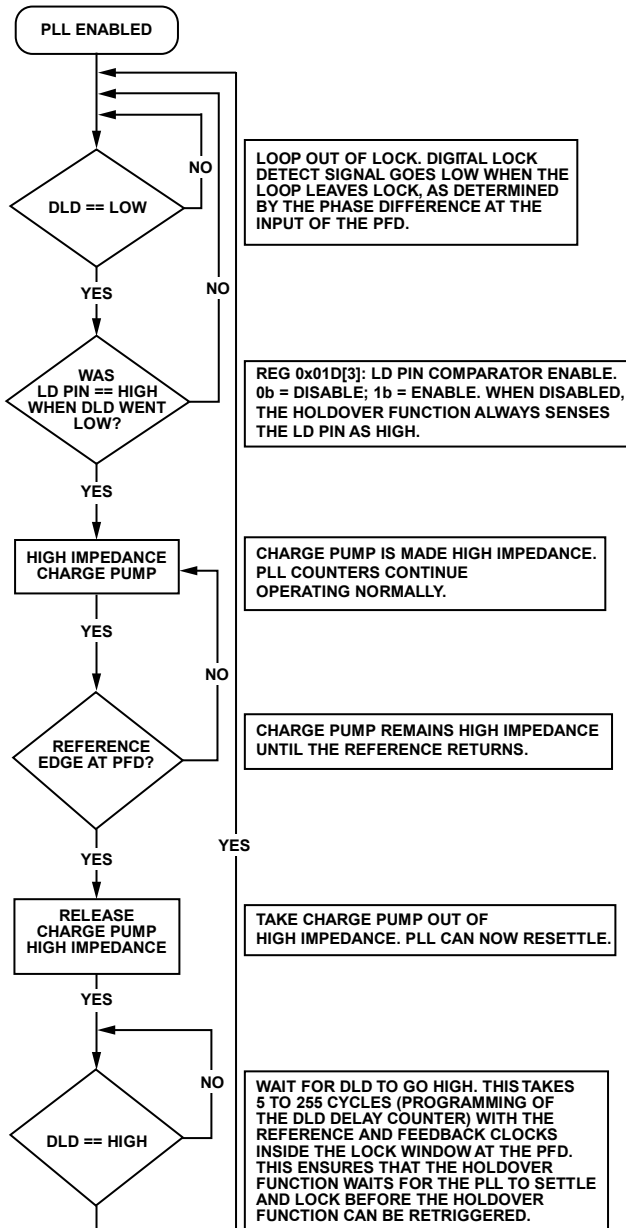 PLL ENABLED
NO
DLD == LOW
LOOP OUT OF LOCK. DIGITAL LOCK
DETECT SIGNAL GOES LOW WHEN THE
LOOP LEAVES LOCK, AS DETERMINED
BY THE PHASE DIFFERENCE AT THE
INPUT OF THE PFD.
YES
NO
WAS
LD PIN == HIGH
WHEN DLD WENT
LOW?
REG 0x01D[3]: LD PIN COMPARATOR ENABLE.
0b = DISABLE; 1b = ENABLE. WHEN DISABLED,
THE HOLDOVER FUNCTION ALWAYS SENSES
THE LD PIN AS HIGH.
YES
HIGH IMPEDANCE
CHARGE PUMP
CHARGE PUMP IS MADE HIGH IMPEDANCE.
PLL COUNTERS CONTINUE
OPERATING NORMALLY.
YES
NO
REFERENCE
EDGE AT PFD?
CHARGE PUMP REMAINS HIGH IMPEDANCE
UNTIL THE REFERENCE RETURNS.
YES
YES
RELEASE
CHARGE PUMP
HIGH IMPEDANCE
TAKE CHARGE PUMP OUT OF
HIGH IMPEDANCE. PLL CAN NOW RESETTLE.
YES
NO
DLD == HIGH
WAIT FOR DLD TO GO HIGH. THIS TAKES
5 TO 255 CYCLES (PROGRAMMING OF
THE DLD DELAY COUNTER) WITH THE
REFERENCE AND FEEDBACK CLOCKS
INSIDE THE LOCK WINDOW AT THE PFD.
THIS ENSURES THAT THE HOLDOVER
FUNCTION WAITS FOR THE PLL TO SETTLE
AND LOCK BEFORE THE HOLDOVER
FUNCTION CAN BE RETRIGGERED.